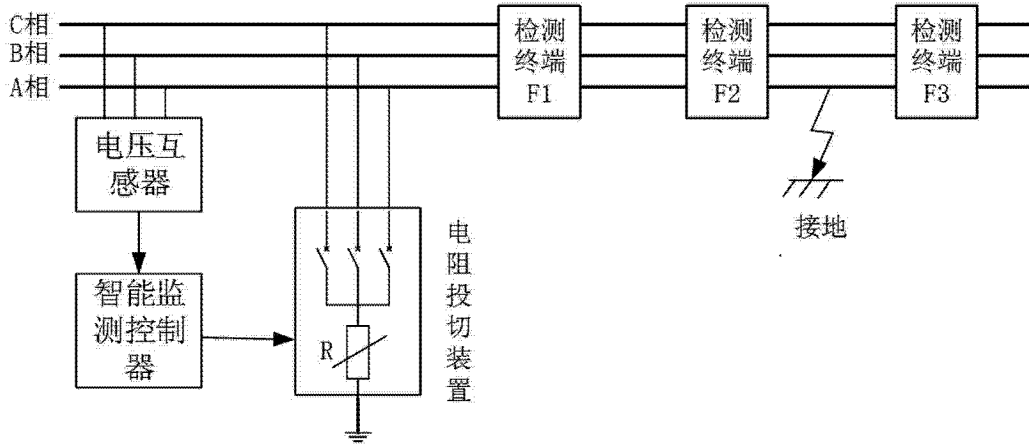 C相
B相
A相
检测
终端
F1
检测
终端
F2
检测
终端
F3
电压互
感器
接地
智能监
测控制
器
R
电
阻
投
切
装
置